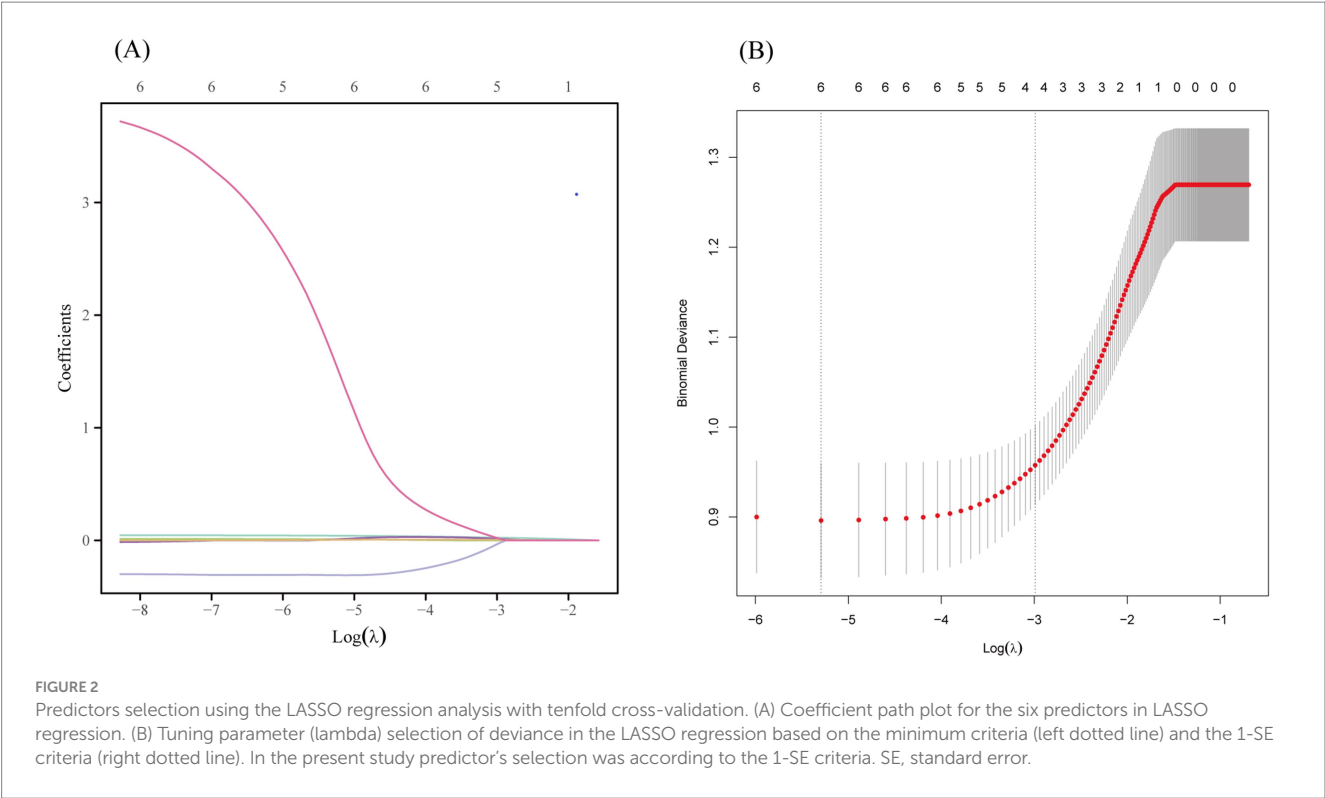 (A)
6 6 5 6 6 5 1
3
2
1
0
Coefficients
−8 −7 −6 −5 −4 −3 −2
Log(λ)
(B)
6 6 6 6 6 6 5 5 5 4 4 3 3 3 2 1 1 0 0 0 0
1.3
1.2
1.1
1.0
0.9
Binomial Deviance
−6 −5 −4 −3 −2 −1
Log(λ)
FIGURE 2
Predictors selection using the LASSO regression analysis with tenfold cross-validation. (A) Coefficient path plot for the six predictors in LASSO
regression. (B) Tuning parameter (lambda) selection of deviance in the LASSO regression based on the minimum criteria (left dotted line) and the 1-SE
criteria (right dotted line). In the present study predictor's selection was according to the 1-SE criteria. SE, standard error.